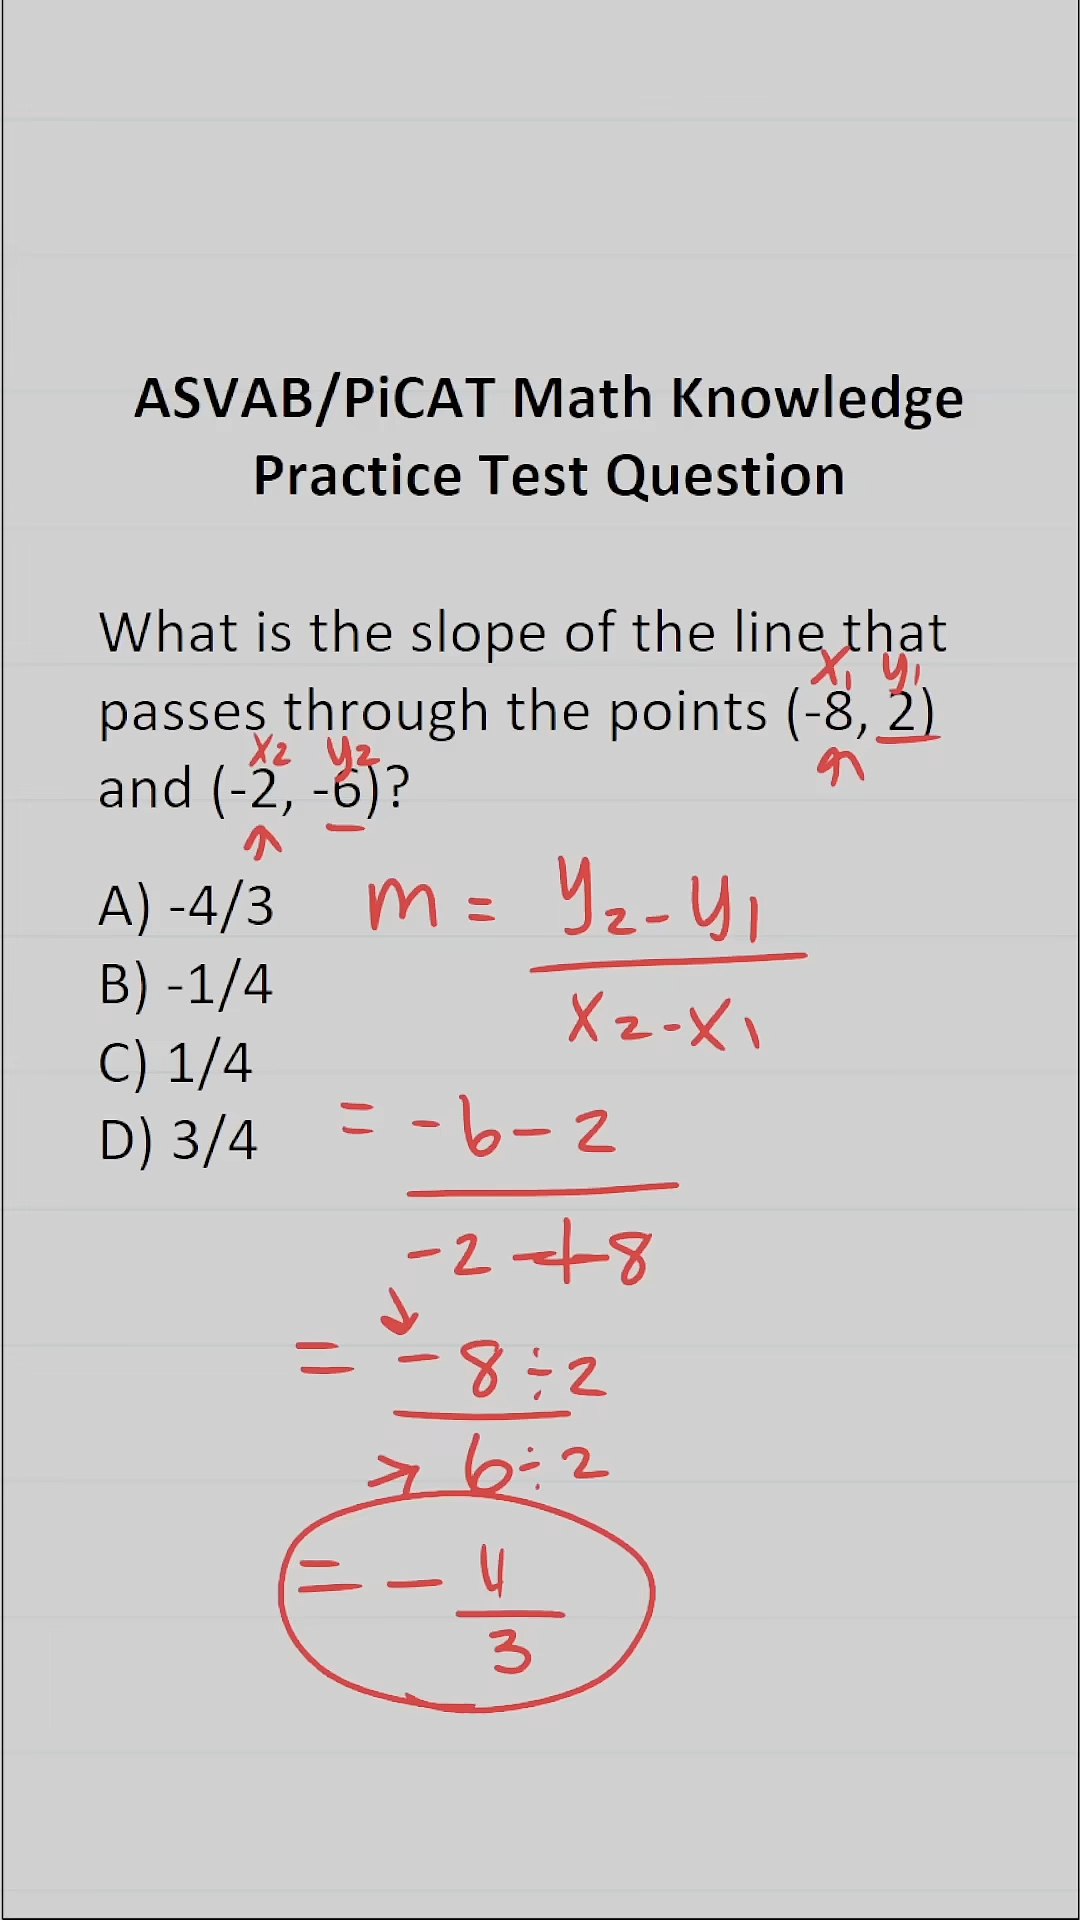 ASVAB/PiCAT Math Knowledge
Practice Test Question
What is the slope of the line that
x1 y1
passes through the points (-8, 2)
x2 y2
and (-2, -6)?
A) -4/3
B) -1/4
C) 1/4
D) 3/4
m = y2 - y1
x2 - x1
= -6 - 2
-2 + 8
= -8 ÷ 2
6 ÷ 2
= - 4
3